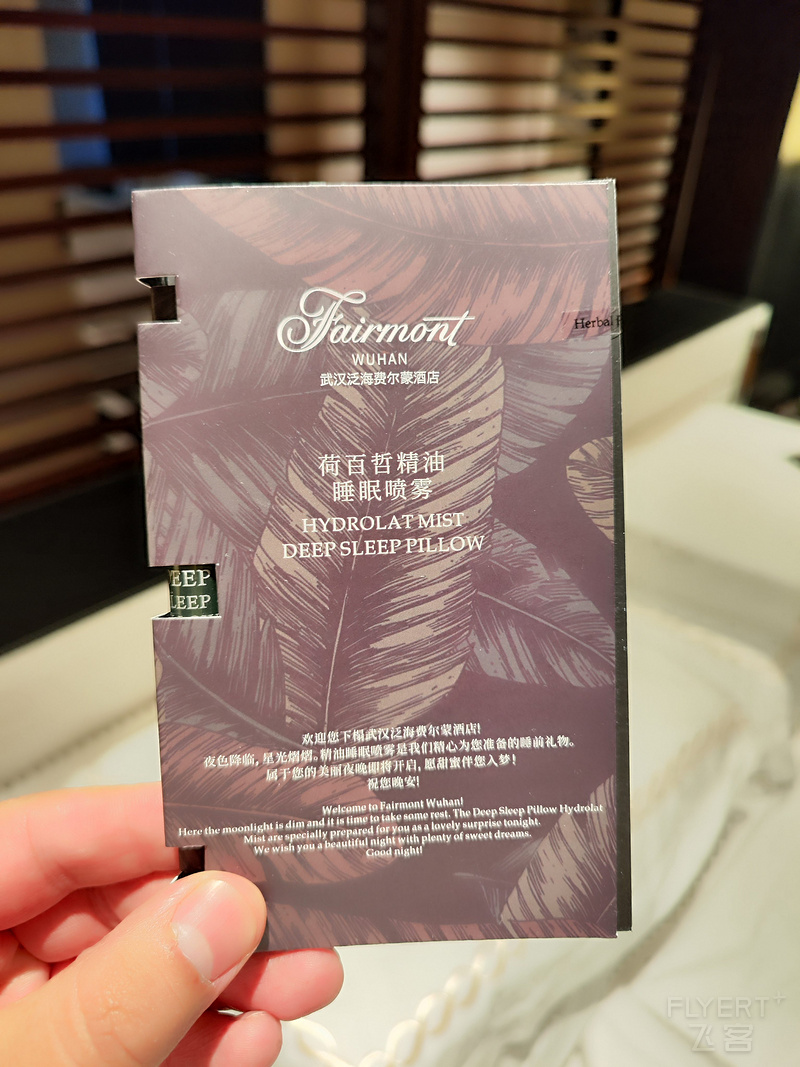 Fairmont
WUHAN
武汉泛海费尔蒙酒店
Herbal
荷百哲精油
睡眠喷雾
HYDROLAT MIST
DEEP SLEEP PILLOW
EEP
LEEP
欢迎您下榻武汉泛海费尔蒙酒店!
夜色降临,星光熠熠。精油睡眠喷雾是我们精心为您准备的睡前礼物。
属于您的美丽夜晚即将开启,愿甜蜜伴您入梦!
祝您晚安!
Welcome to Fairmont Wuhan!
Here the moonlight is dim and it is time to take some rest. The Deep Sleep Pillow Hydrolat
Mist are specially prepared for you as a lovely surprise tonight.
We wish you a beautiful night with plenty of sweet dreams.
Good night!
FLYERT+
飞客